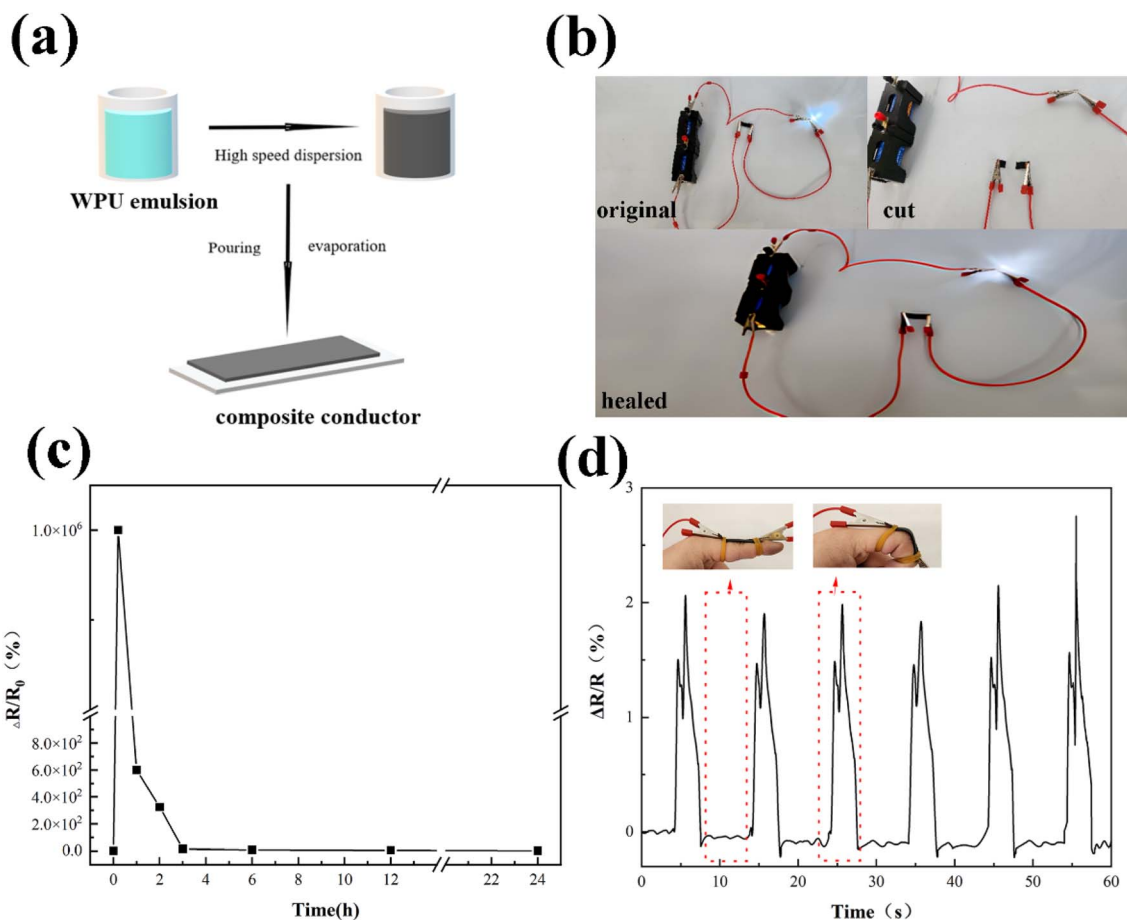 (a)
WPU emulsion
High speed dispersion
Pouring evaporation
composite conductor
(b)
original
cut
healed
(c)
△R/R₀ (%)
1.0×10⁶
8.0×10²
6.0×10²
4.0×10²
2.0×10²
0.0
0 2 4 6 8 10 12 22 24
Time(h)
(d)
ΔR/R (%)
3
2
1
0
0 10 20 30 40 50 60
Time (s)